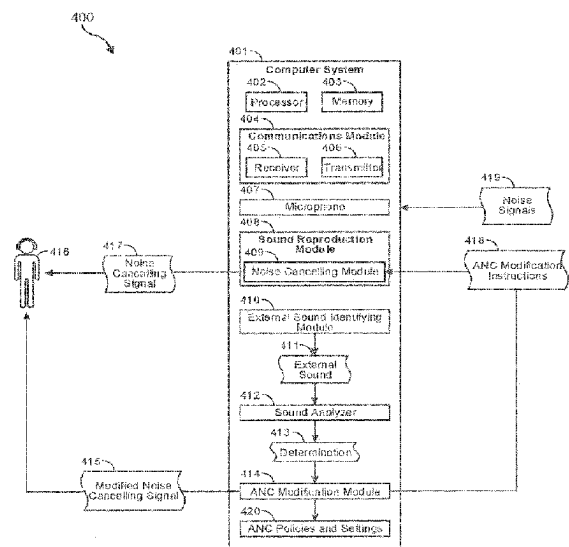 400
401
Computer System
402
403
Processor
Memory
404
Communications Module
405
406
Receiver
Transmitter
407
Microphone
419
Noise
Signals
408
Sound Reproduction
Module
409
Noise Cancelling Module
416
417
Noise
Cancelling
Signal
418
ANC Modification
Instructions
410
External Sound Identifying
Module
411
External
Sound
412
Sound Analyzer
413
Determination
414
ANC Modification Module
415
Modified Noise
Cancelling Signal
420
ANC Policies and Settings